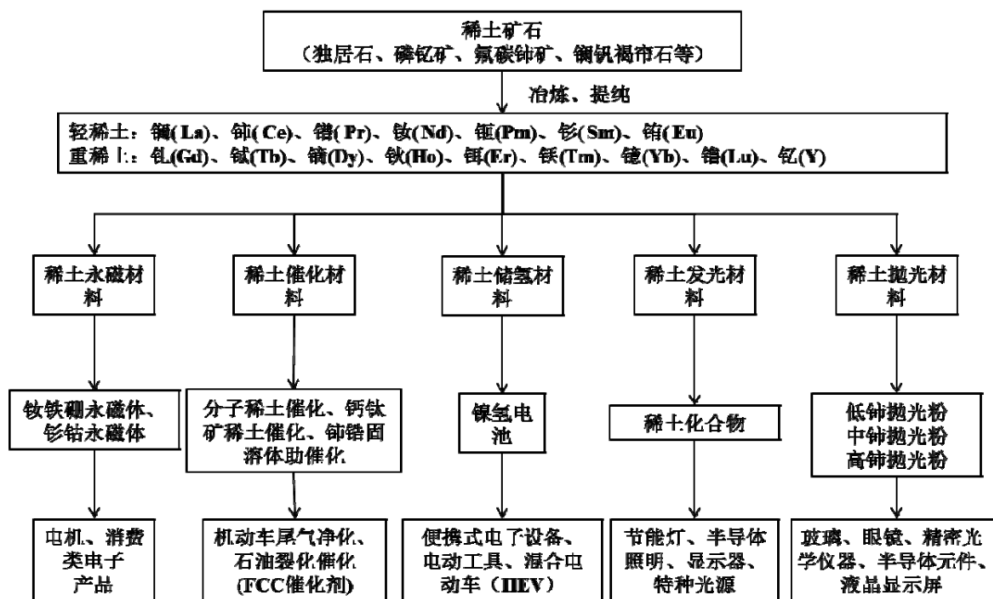 稀土矿石
（独居石、磷钇矿、氟碳铈矿、镧钒褐帘石等）
冶炼、提纯
轻稀土：镧(La)、铈(Ce)、镨(Pr)、钕(Nd)、钷(Pm)、钐(Sm)、铕(Eu)
重稀土：钆(Gd)、铽(Tb)、镝(Dy)、钬(Ho)、铒(Er)、铥(Tm)、镱(Yb)、镥(Lu)、钇(Y)
稀土永磁材
料
稀土催化材
料
稀土储氢材
料
稀土发光材
料
稀土抛光材
料
钕铁硼永磁体、
钐钴永磁体
分子稀土催化、钙钛
矿稀土催化、铈锆固
溶体助催化
镍氢电
池
稀土化合物
低铈抛光粉
中铈抛光粉
高铈抛光粉
电机、消费
类电子
产品
机动车尾气净化、
石油裂化催化
(FCC催化剂)
便携式电子设备、
电动工具、混合电
动车（HEV）
节能灯、半导体
照明、显示器、
特种光源
玻璃、眼镜、精密光
学仪器、半导体元件、
液晶显示屏